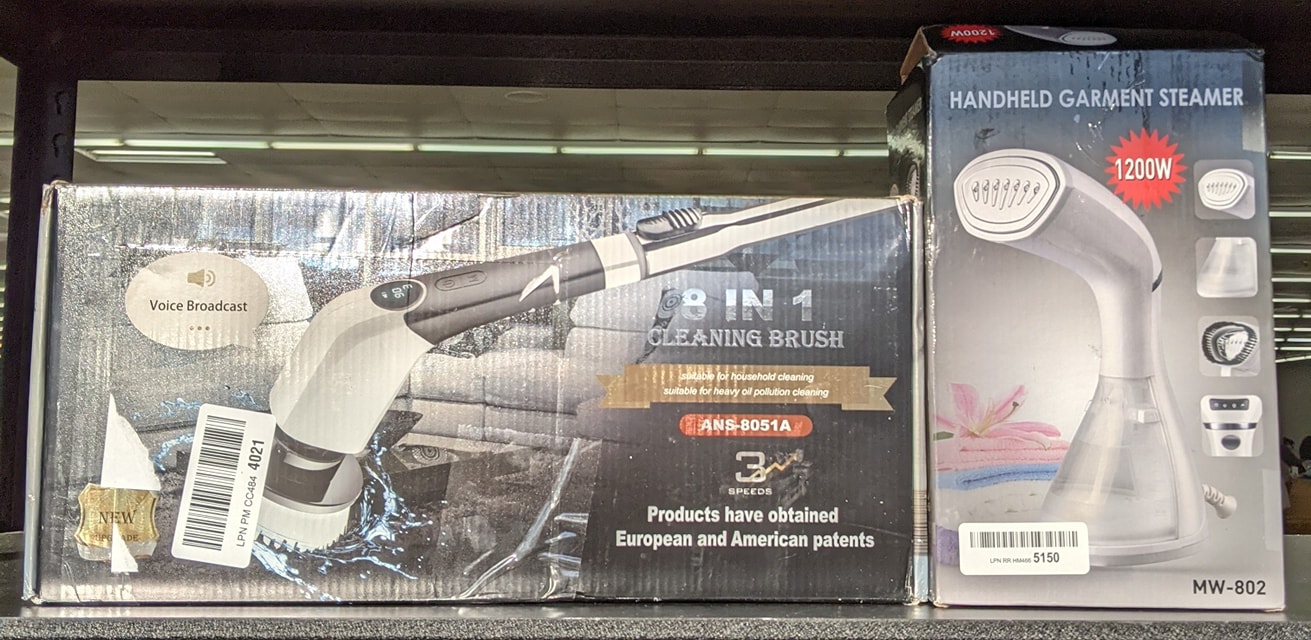 Voice Broadcast
8 IN 1
CLEANING BRUSH
suitable for household cleaning
suitable for heavy oil pollution cleaning
ANS-8051A
3
SPEEDS
Products have obtained
European and American patents
NEW
LPN PM CC484 4021
1200W
HANDHELD GARMENT STEAMER
1200W
LPN RR 5150
MW-802